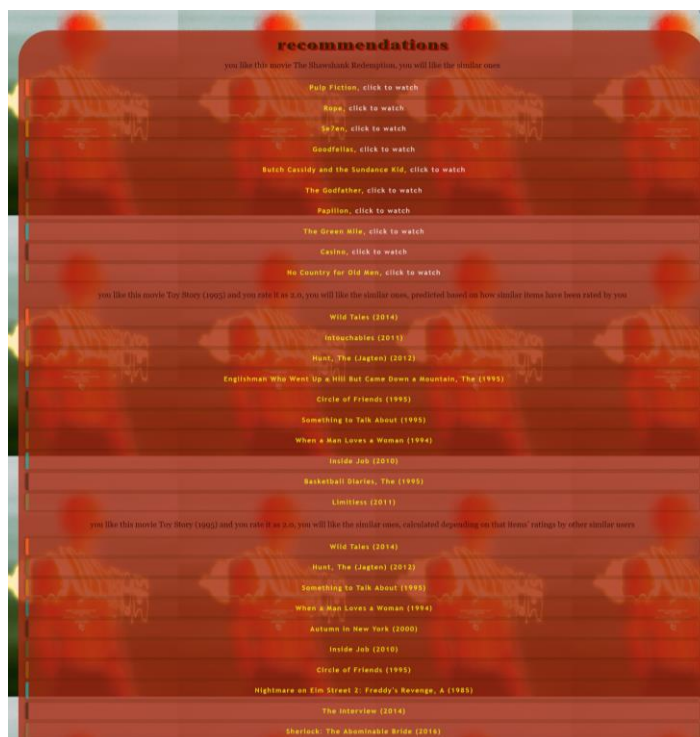 recommendations
you like this movie The Shawshank Redemption, you will like the similar ones
Pulp Fiction, click to watch
Rope, click to watch
Se7en, click to watch
Goodfellas, click to watch
Butch Cassidy and the Sundance Kid, click to watch
The Godfather, click to watch
Papillon, click to watch
The Green Mile, click to watch
Casino, click to watch
No Country for Old Men, click to watch
you like this movie Toy Story (1995) and you rate it as 2.0, you will like the similar ones, predicted based on how similar items have been rated by you
Wild Tales (2014)
Intouchables (2011)
Hunt, The (Jagten) (2012)
Englishman Who Went Up a Hill But Came Down a Mountain, The (1995)
Circle of Friends (1995)
Something to Talk About (1995)
When a Man Loves a Woman (1994)
Inside Job (2010)
Basketball Diaries, The (1995)
Limitless (2011)
you like this movie Toy Story (1995) and you rate it as 2.0, you will like the similar ones, calculated depending on that items' ratings by other similar users
Wild Tales (2014)
Hunt, The (Jagten) (2012)
Something to Talk About (1995)
When a Man Loves a Woman (1994)
Autumn in New York (2000)
Inside Job (2010)
Circle of Friends (1995)
Nightmare on Elm Street 2: Freddy's Revenge, A (1985)
The Interview (2014)
Sherlock: The Abominable Bride (2016)